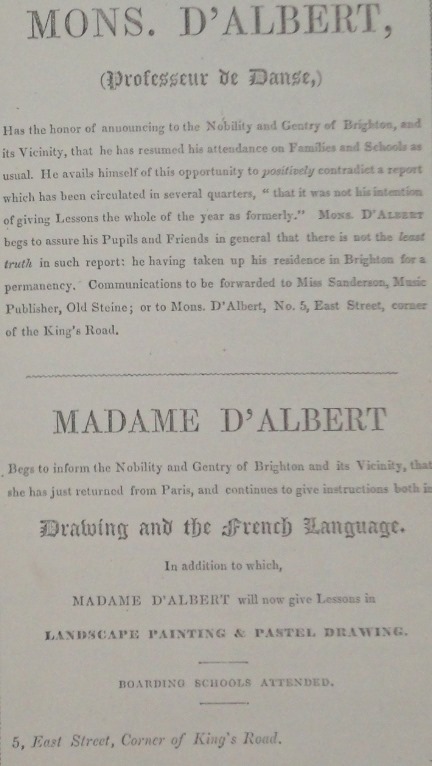 MONS. D'ALBERT,
(Professeur de Danse,)
Has the honor of announcing to the Nobility and Gentry of Brighton, and
its Vicinity, that he has resumed his attendance on Families and Schools as
usual. He avails himself of this opportunity to positively contradict a report
which has been circulated in several quarters, "that it was not his intention
of giving Lessons the whole of the year as formerly." Mons. D'Albert
begs to assure his Pupils and Friends in general that there is not the least
truth in such report: he having taken up his residence in Brighton for a
permanency. Communications to be forwarded to Miss Sanderson, Music
Publisher, Old Steine; or to Mons. D'Albert, No. 5, East Street, corner
of the King's Road.
MADAME D'ALBERT
Begs to inform the Nobility and Gentry of Brighton and its Vicinity, that
she has just returned from Paris, and continues to give instructions both in
Drawing and the French Language.
In addition to which,
MADAME D'ALBERT will now give Lessons in
LANDSCAPE PAINTING & PASTEL DRAWING.
BOARDING SCHOOLS ATTENDED.
5, East Street, Corner of King's Road.